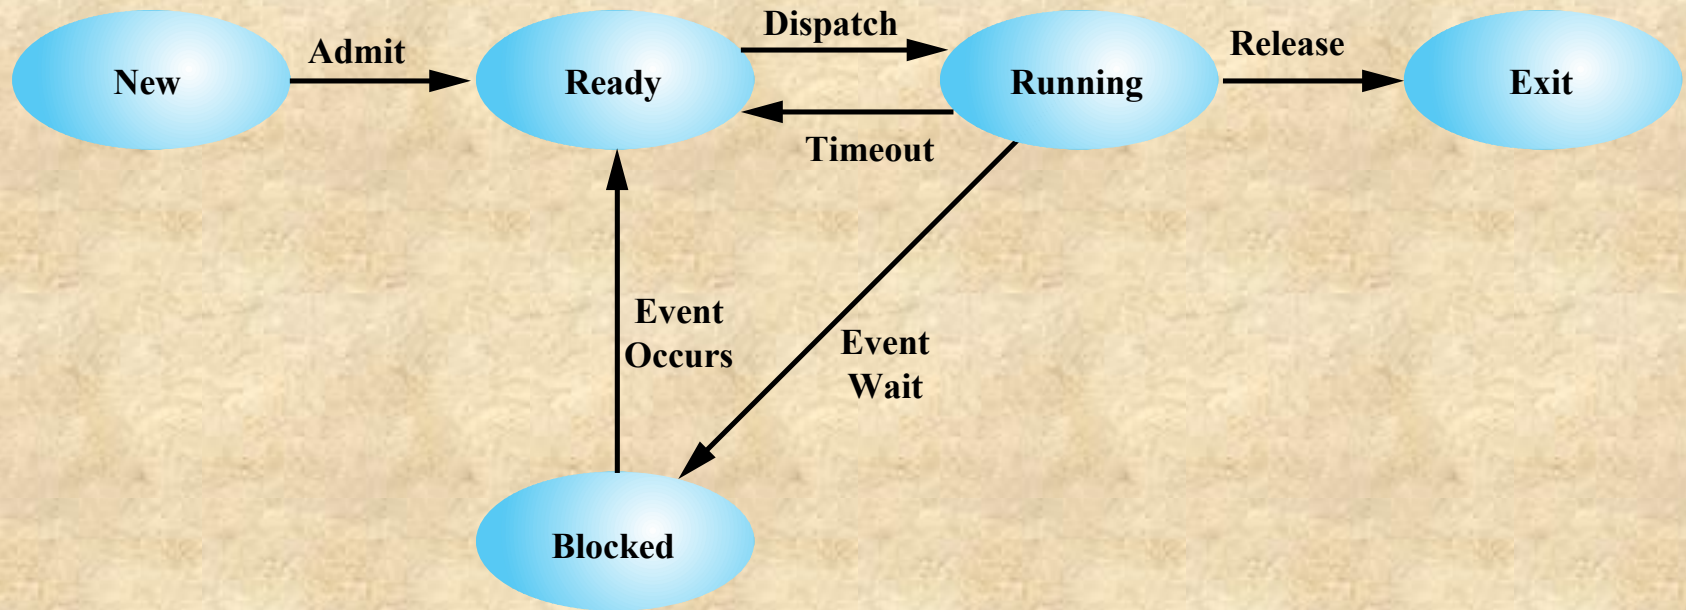 Dispatch
Admit
Release
New
Ready
Running
Exit
Timeout
Event
Occurs
Event
Wait
Blocked